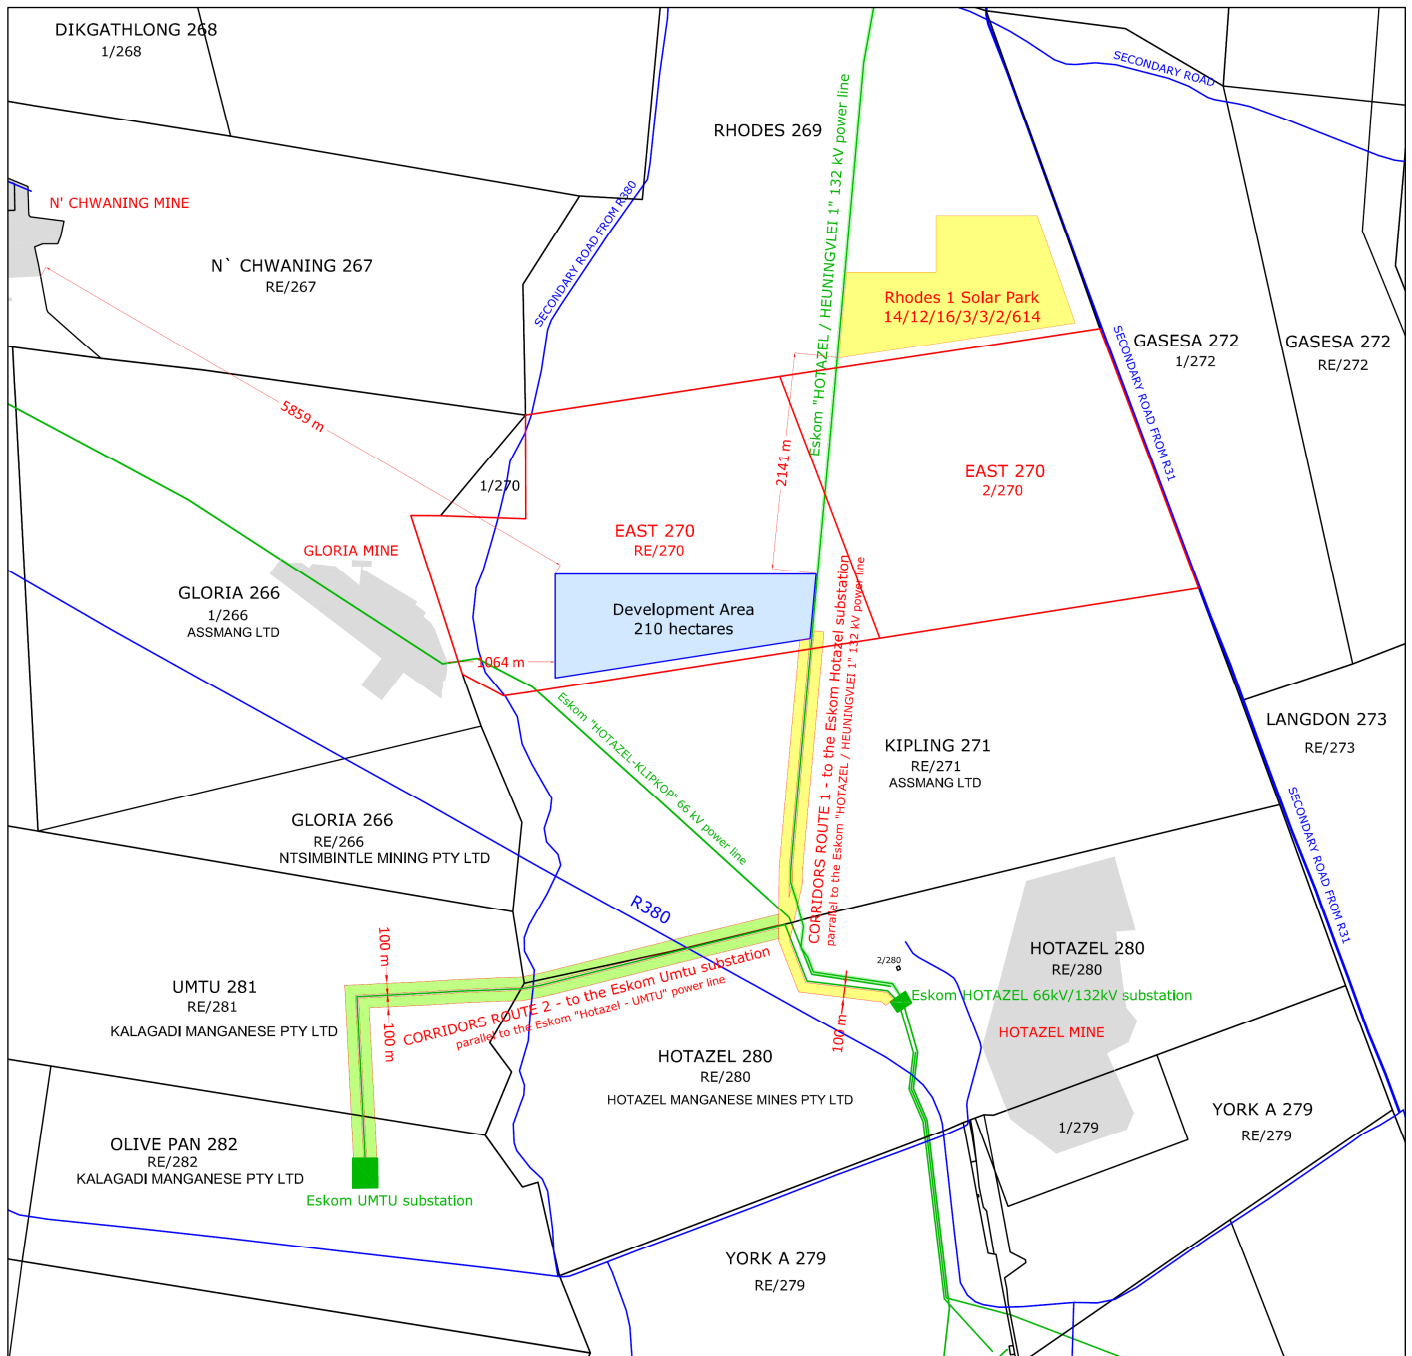 DIKGATHLONG 268
1/268
SECONDARY ROAD
RHODES 269
N' CHWANING MINE
N` CHWANING 267
RE/267
SECONDARY ROAD FROM R380
Eskom "HOTAZEL / HEUNINGVLEI 1" 132 kV power line
Rhodes 1 Solar Park
14/12/16/3/3/2/614
GASESA 272
1/272
GASESA 272
RE/272
SECONDARY ROAD FROM R31
5859 m
2141 m
1/270
EAST 270
2/270
EAST 270
RE/270
GLORIA MINE
GLORIA 266
1/266
ASSMANG LTD
Development Area
210 hectares
1064 m
Eskom "HOTAZEL-KLIPKOP" 66 kV power line
CORRIDORS ROUTE 1 - to the Eskom Hotazel substation
parralel to the Eskom "HOTAZEL / HEUNINGVLEI 1" 132 kV power line
KIPLING 271
RE/271
ASSMANG LTD
LANGDON 273
RE/273
SECONDARY ROAD FROM R31
GLORIA 266
RE/266
NTSIMBINTLE MINING PTY LTD
R380
100 m
100 m
UMTU 281
RE/281
KALAGADI MANGANESE PTY LTD
CORRIDORS ROUTE 2 - to the Eskom Umtu substation
parallel to the Eskom "Hotazel - UMTU" power line
2/280
100 m
HOTAZEL 280
RE/280
Eskom HOTAZEL 66kV/132kV substation
HOTAZEL MINE
HOTAZEL 280
RE/280
HOTAZEL MANGANESE MINES PTY LTD
1/279
YORK A 279
RE/279
OLIVE PAN 282
RE/282
KALAGADI MANGANESE PTY LTD
Eskom UMTU substation
YORK A 279
RE/279